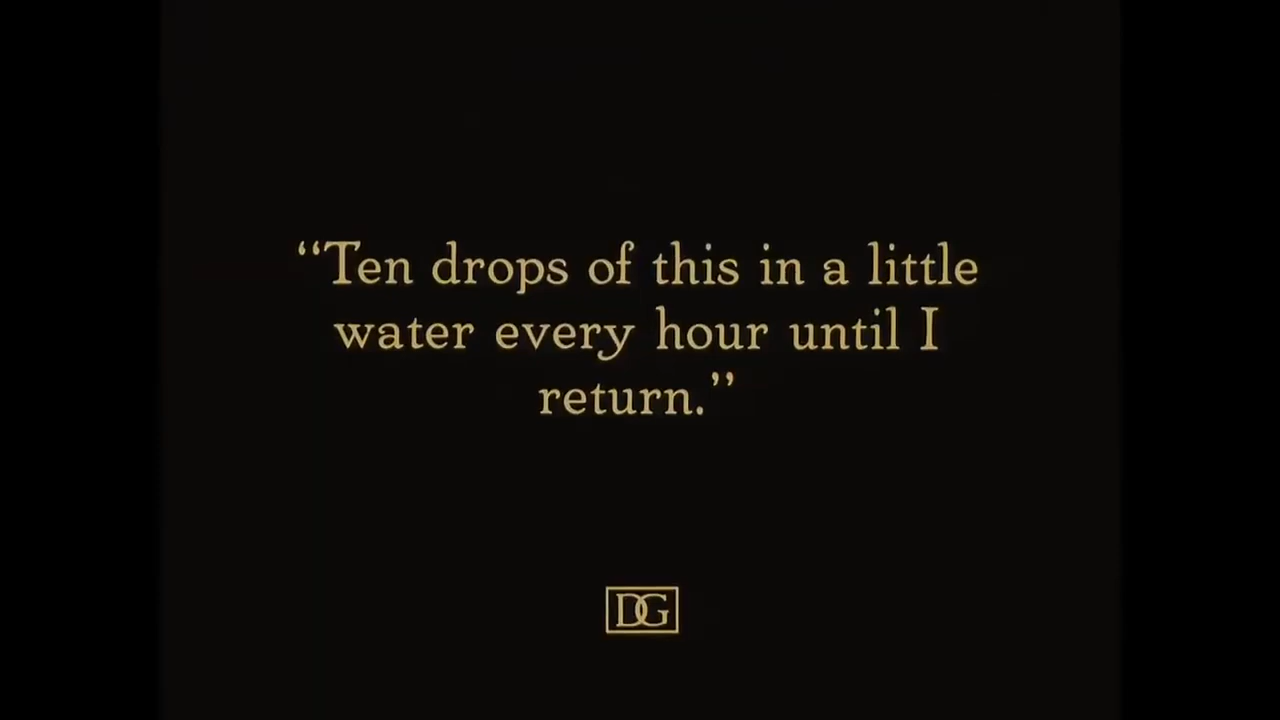 “Ten drops of this in a little
water every hour until I
return.”
DG